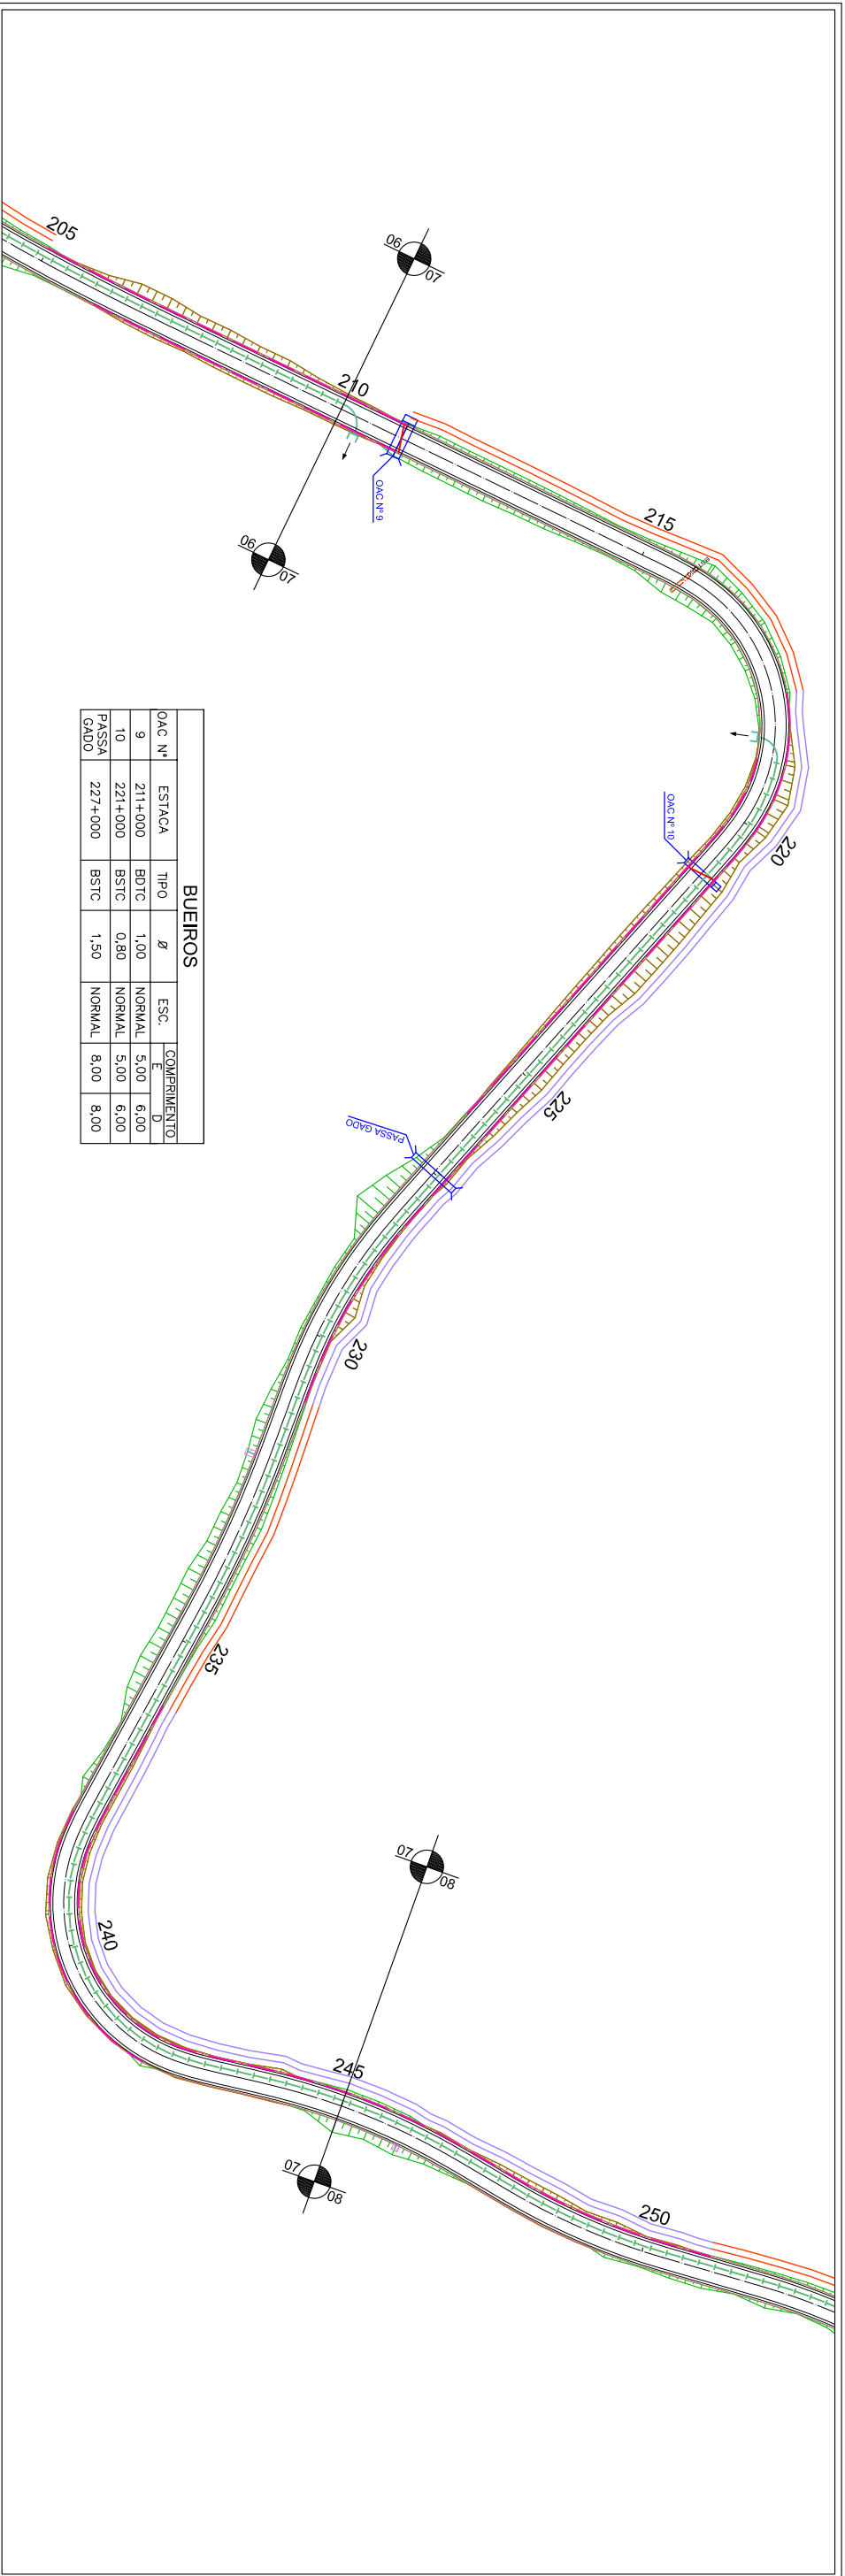 205
06
07
210
06
07
OAC Nº 9
215
220
OAC Nº 10
225
PASSA GADO
230
235
240
07
08
245
07
08
250
BUEIROS
OAC Nº ESTACA TIPO Ø ESC. COMPRIMENTO
E D
9 211+000 BDTC 1,00 NORMAL 5,00 6,00
10 221+000 BSTC 0,80 NORMAL 5,00 6,00
PASSA GADO 227+000 BSTC 1,50 NORMAL 8,00 8,00